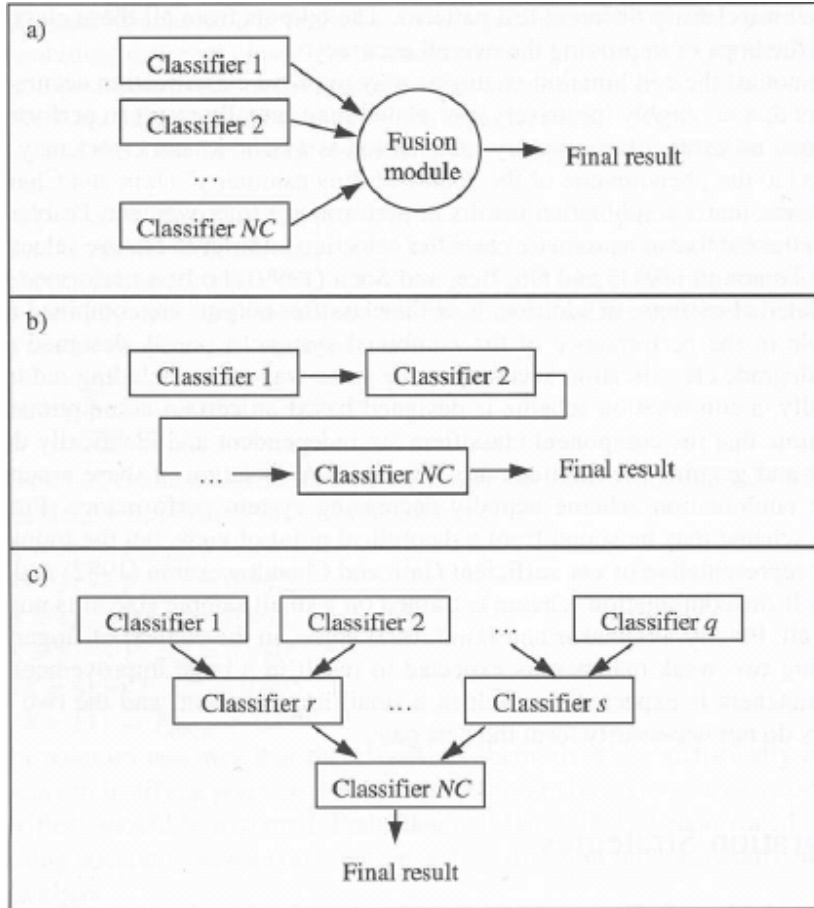 a)
Classifier 1
Classifier 2
...
Classifier NC
Fusion module
Final result
b)
Classifier 1
Classifier 2
...
Classifier NC
Final result
c)
Classifier 1
Classifier 2
...
Classifier q
Classifier r
...
Classifier s
Classifier NC
Final result